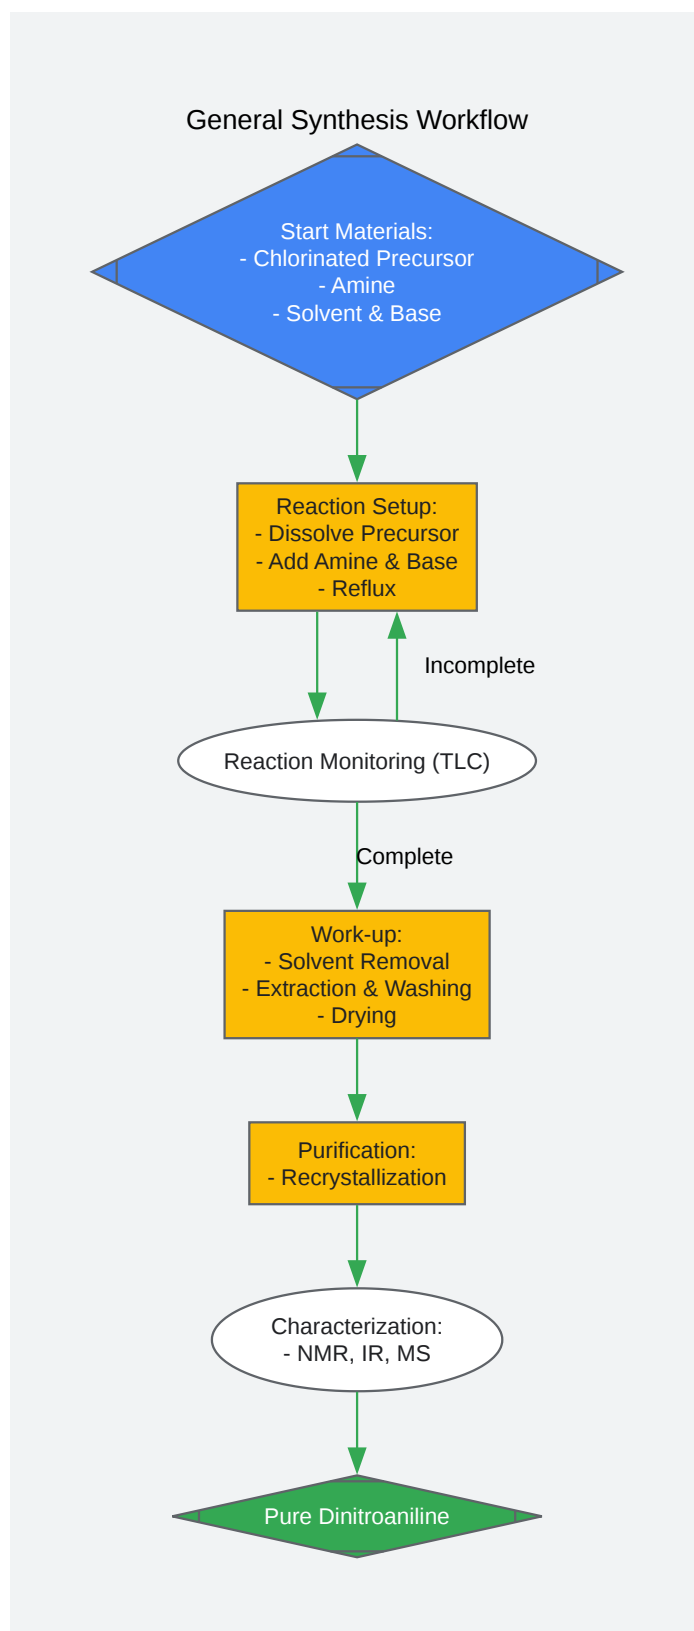 General Synthesis Workflow
Start Materials:
- Chlorinated Precursor
- Amine
- Solvent & Base
Reaction Setup:
- Dissolve Precursor
- Add Amine & Base
- Reflux
Incomplete
Reaction Monitoring (TLC)
Complete
Work-up:
- Solvent Removal
- Extraction & Washing
- Drying
Purification:
- Recrystallization
Characterization:
- NMR, IR, MS
Pure Dinitroaniline